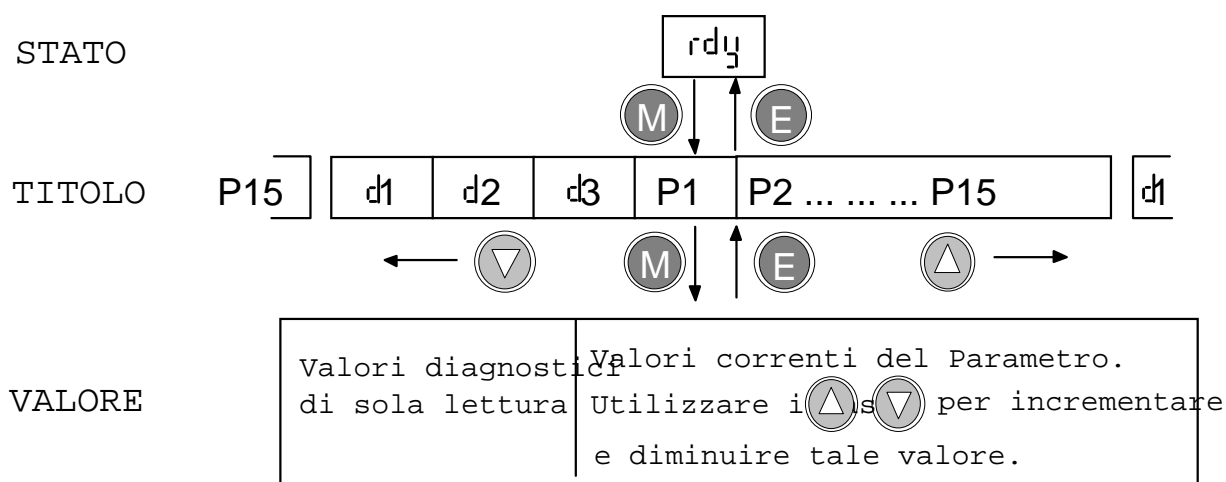 STATO
rdy
M E
TITOLO P15 d1 d2 d3 P1 P2 ... ... ... P15 d1
M E
VALORE
Valori diagnostici
di sola lettura
Valori correnti del Parametro.
Utilizzare i per incrementare
e diminuire tale valore.